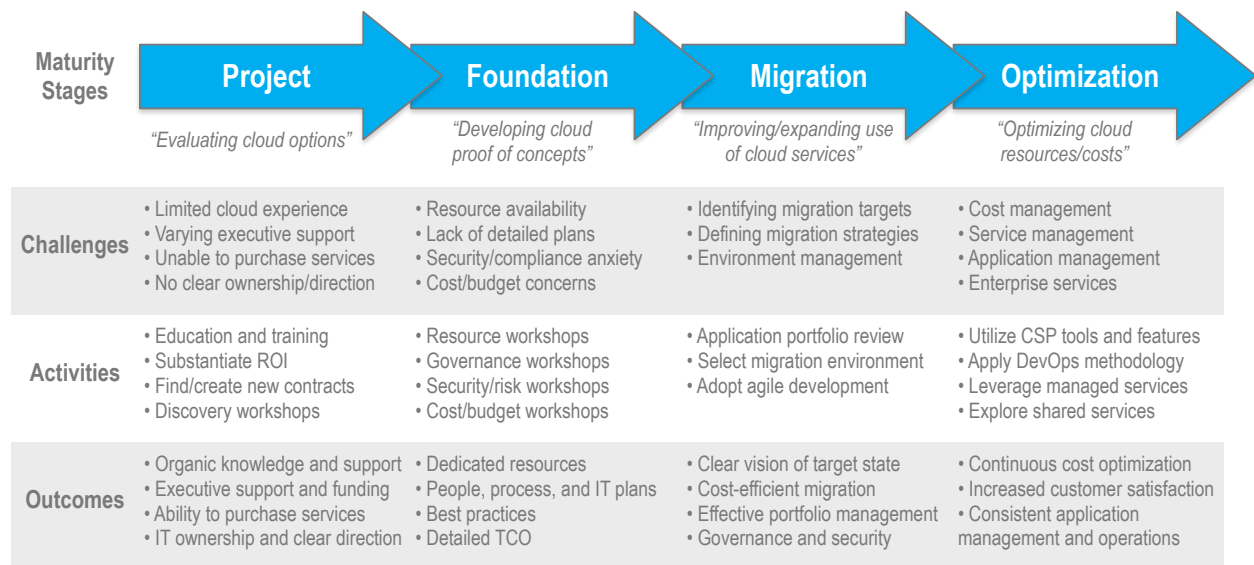 Maturity
Stages
Project
Foundation
Migration
Optimization
“Evaluating cloud options”
“Developing cloud
proof of concepts”
“Improving/expanding use
of cloud services”
“Optimizing cloud
resources/costs”
Challenges
• Limited cloud experience
• Varying executive support
• Unable to purchase services
• No clear ownership/direction
• Resource availability
• Lack of detailed plans
• Security/compliance anxiety
• Cost/budget concerns
• Identifying migration targets
• Defining migration strategies
• Environment management
• Cost management
• Service management
• Application management
• Enterprise services
Activities
• Education and training
• Substantiate ROI
• Find/create new contracts
• Discovery workshops
• Resource workshops
• Governance workshops
• Security/risk workshops
• Cost/budget workshops
• Application portfolio review
• Select migration environment
• Adopt agile development
• Utilize CSP tools and features
• Apply DevOps methodology
• Leverage managed services
• Explore shared services
Outcomes
• Organic knowledge and support
• Executive support and funding
• Ability to purchase services
• IT ownership and clear direction
• Dedicated resources
• People, process, and IT plans
• Best practices
• Detailed TCO
• Clear vision of target state
• Cost-efficient migration
• Effective portfolio management
• Governance and security
• Continuous cost optimization
• Increased customer satisfaction
• Consistent application
management and operations